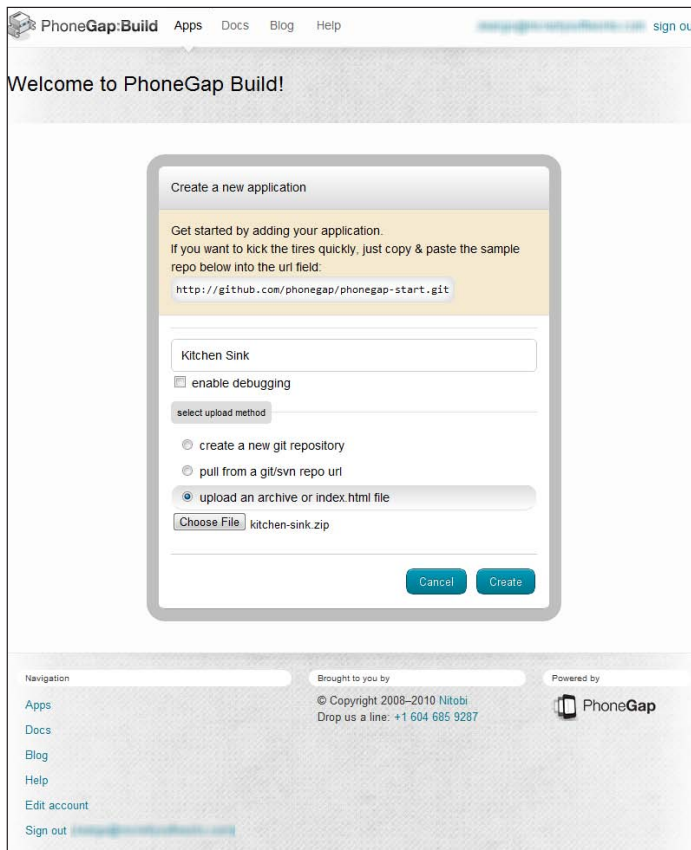 PhoneGap:Build Apps Docs Blog Help sign ou
Welcome to PhoneGap Build!
Create a new application
Get started by adding your application.
If you want to kick the tires quickly, just copy & paste the sample
repo below into the url field:
http://github.com/phonegap/phonegap-start.git
Kitchen Sink
enable debugging
select upload method
create a new git repository
pull from a git/svn repo url
upload an archive or index.html file
Choose File kitchen-sink.zip
Cancel Create
Navigation
Apps
Docs
Blog
Help
Edit account
Sign out
Brought to you by
© Copyright 2008–2010 Nitobi
Drop us a line: +1 604 685 9287
Powered by
PhoneGap